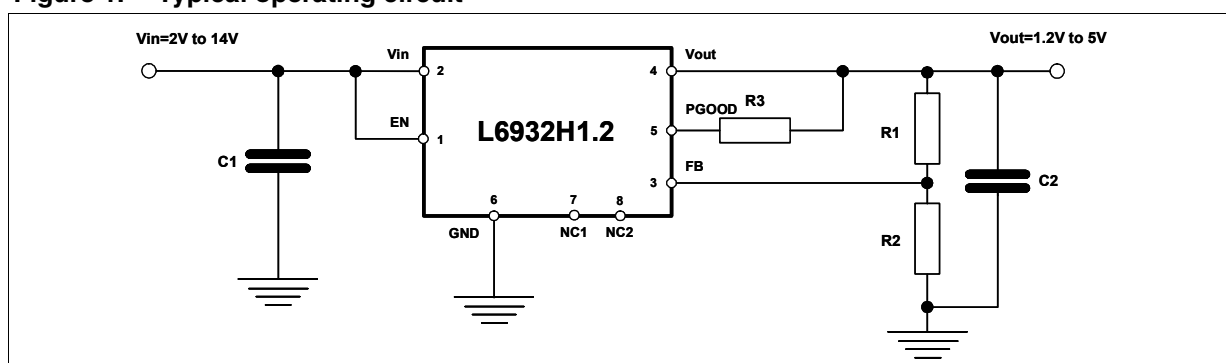 Figure 1. Typical operating circuit
Vin=2V to 14V
Vout=1.2V to 5V
Vin
Vout
2
4
PGOOD
R3
EN
1
L6932H1.2
5
R1
C1
FB
3
C2
6
7
8
GND
NC1
NC2
R2